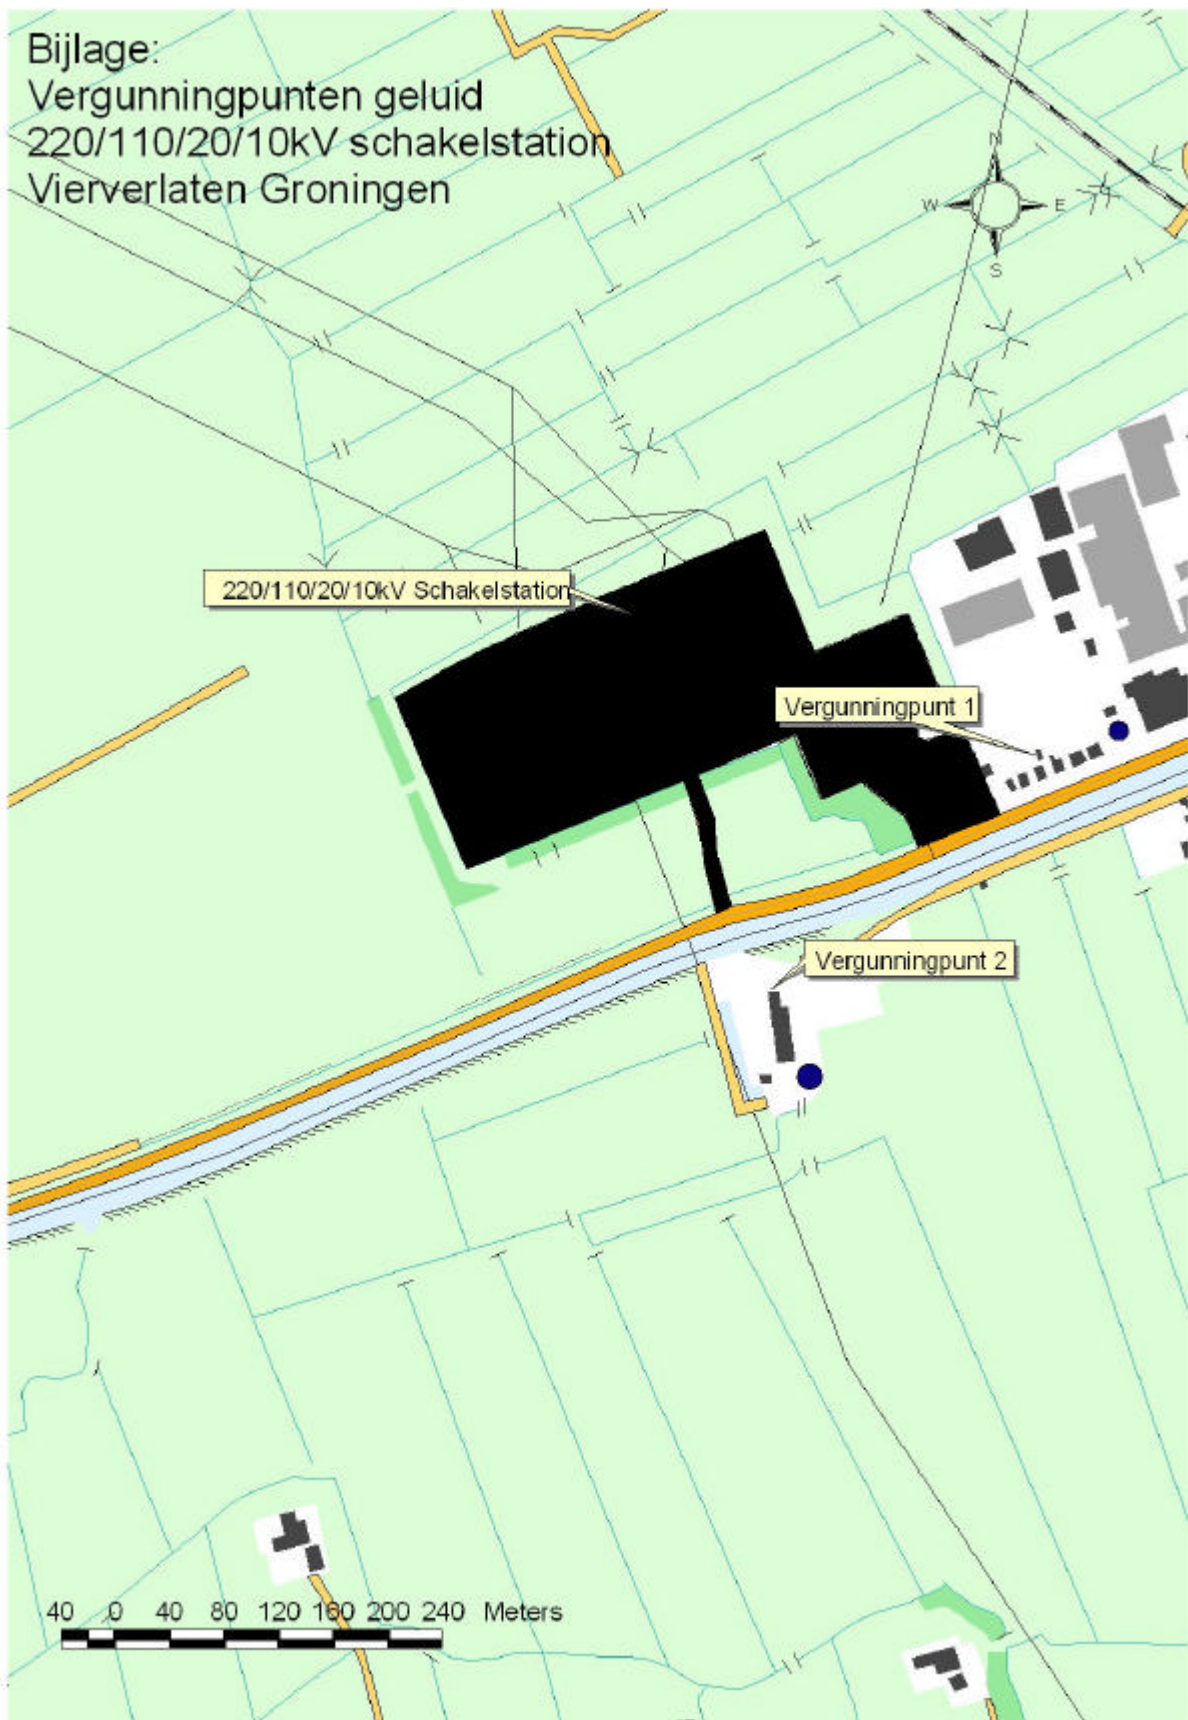 Bijlage:
Vergunningpunten geluid
220/110/20/10kV schakelstation
Vierverlaten Groningen
N
W E
S
220/110/20/10kV Schakelstation
Vergunningpunt 1
Vergunningpunt 2
40 0 40 80 120 160 200 240 Meters